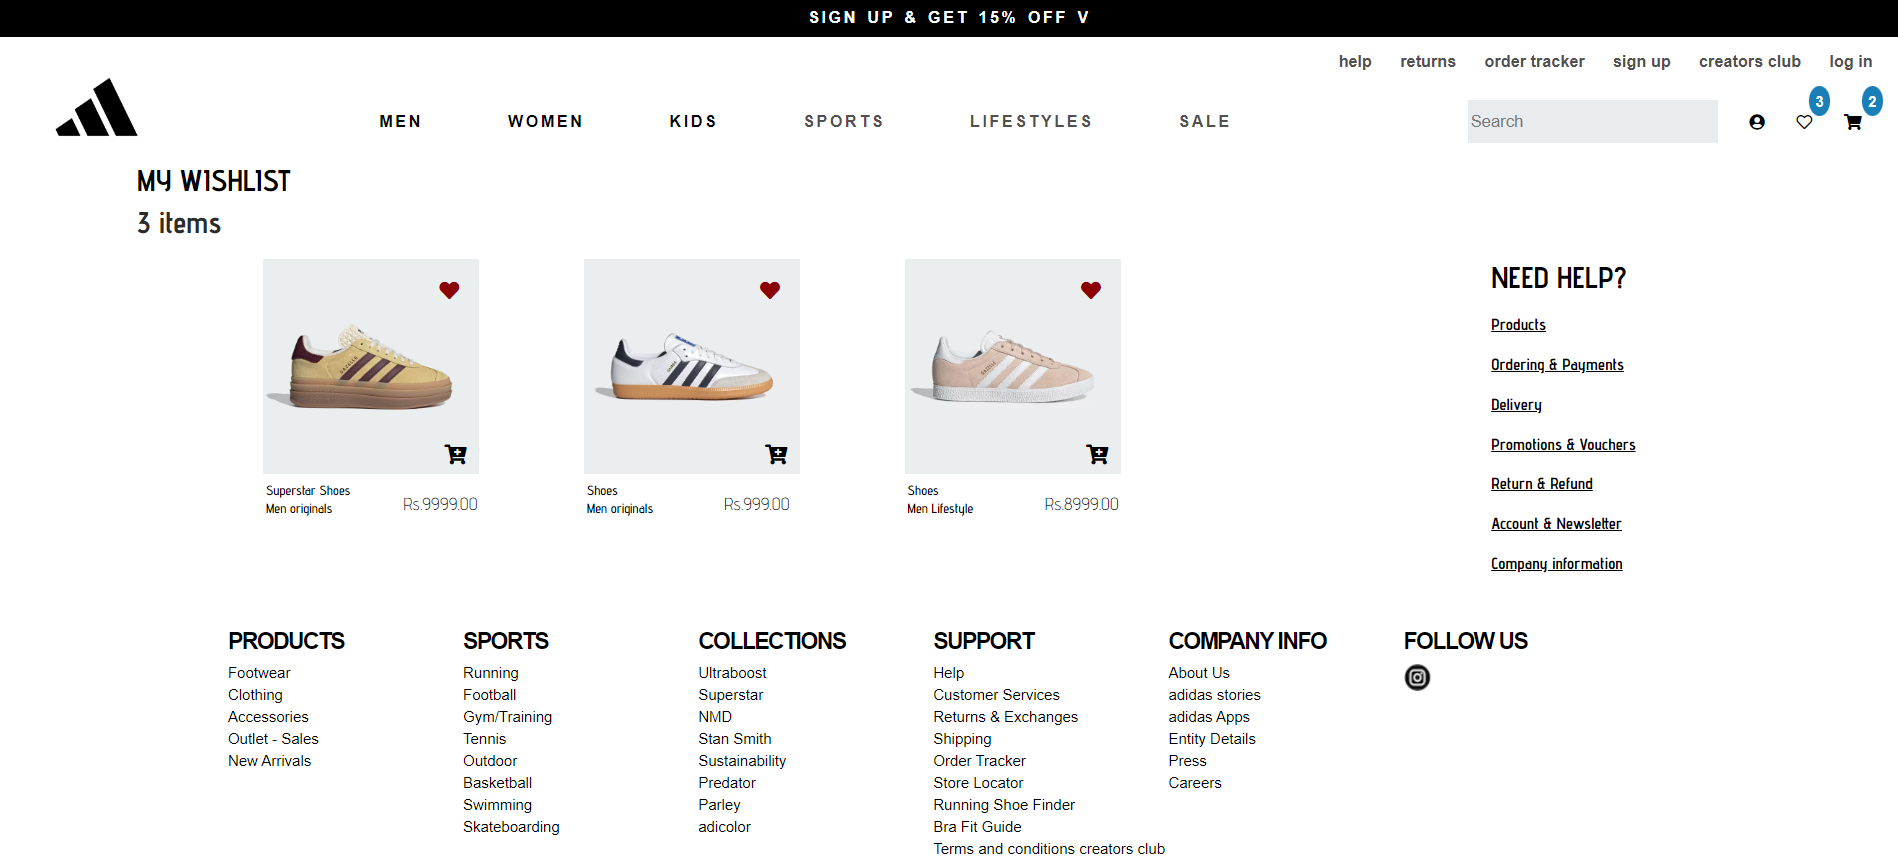 SIGN UP & GET 15% OFF V
help returns order tracker sign up creators club log in
MEN WOMEN KIDS SPORTS LIFESTYLES SALE Search 3 2
MY WISHLIST
3 items
NEED HELP?
Products
Ordering & Payments
Delivery
Promotions & Vouchers
Return & Refund
Account & Newsletter
Company information
Superstar Shoes
Men originals Rs.9999.00
Shoes
Men originals Rs.999.00
Shoes
Men Lifestyle Rs.8999.00
PRODUCTS
Footwear
Clothing
Accessories
Outlet - Sales
New Arrivals
SPORTS
Running
Football
Gym/Training
Tennis
Outdoor
Basketball
Swimming
Skateboarding
COLLECTIONS
Ultraboost
Superstar
NMD
Stan Smith
Sustainability
Predator
Parley
adicolor
SUPPORT
Help
Customer Services
Returns & Exchanges
Shipping
Order Tracker
Store Locator
Running Shoe Finder
Bra Fit Guide
Terms and conditions creators club
COMPANY INFO
About Us
adidas stories
adidas Apps
Entity Details
Press
Careers
FOLLOW US